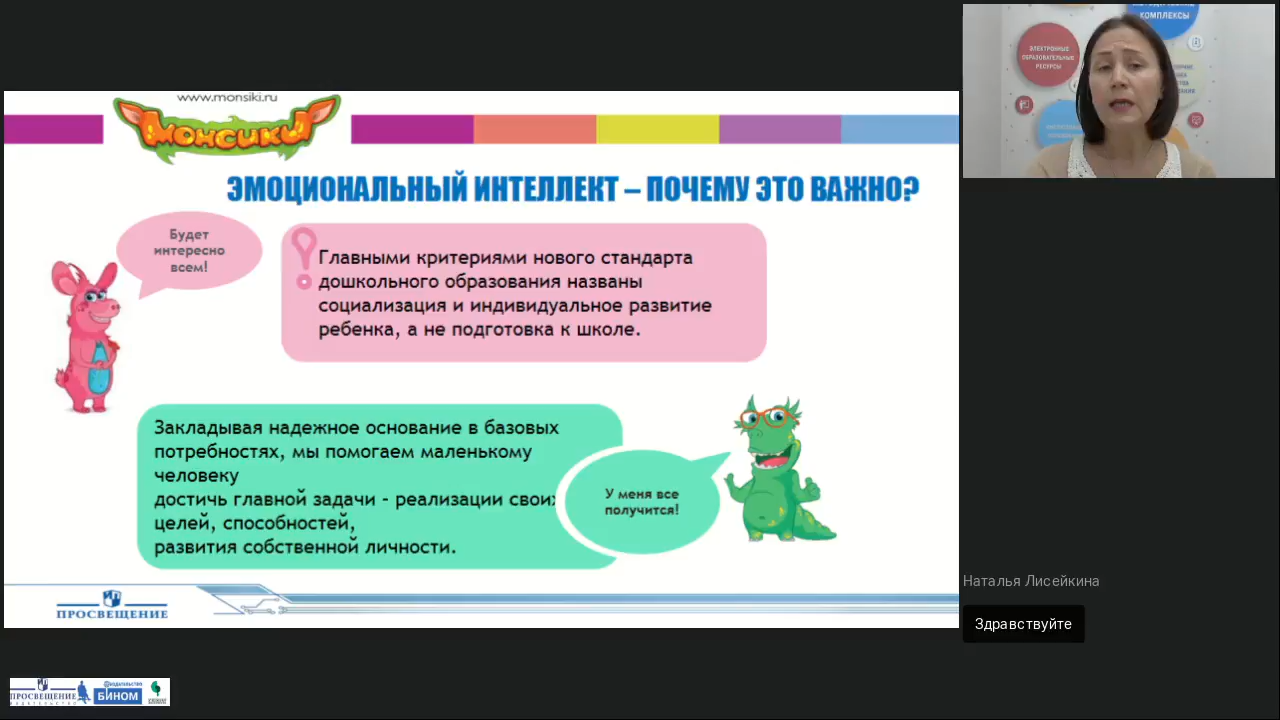 www.monsiki.ru
МОНСИКИ
ЭМОЦИОНАЛЬНЫЙ ИНТЕЛЛЕКТ – ПОЧЕМУ ЭТО ВАЖНО?
Будет
интересно
всем!
Главными критериями нового стандарта
дошкольного образования названы
социализация и индивидуальное развитие
ребенка, а не подготовка к школе.
Закладывая надежное основание в базовых
потребностях, мы помогаем маленькому
человеку
достичь главной задачи - реализации своих
целей, способностей,
развития собственной личности.
У меня все
получится!
ПРОСВЕЩЕНИЕ
КОМПЛЕКСЫ
ЭЛЕКТРОННЫЕ
ОБРАЗОВАТЕЛЬНЫЕ
РЕСУРСЫ
Наталья Лисейкина
Здравствуйте
ПРОСВЕЩЕНИЕ
ИЗДАТЕЛЬСТВО
издательство
БИНОМ